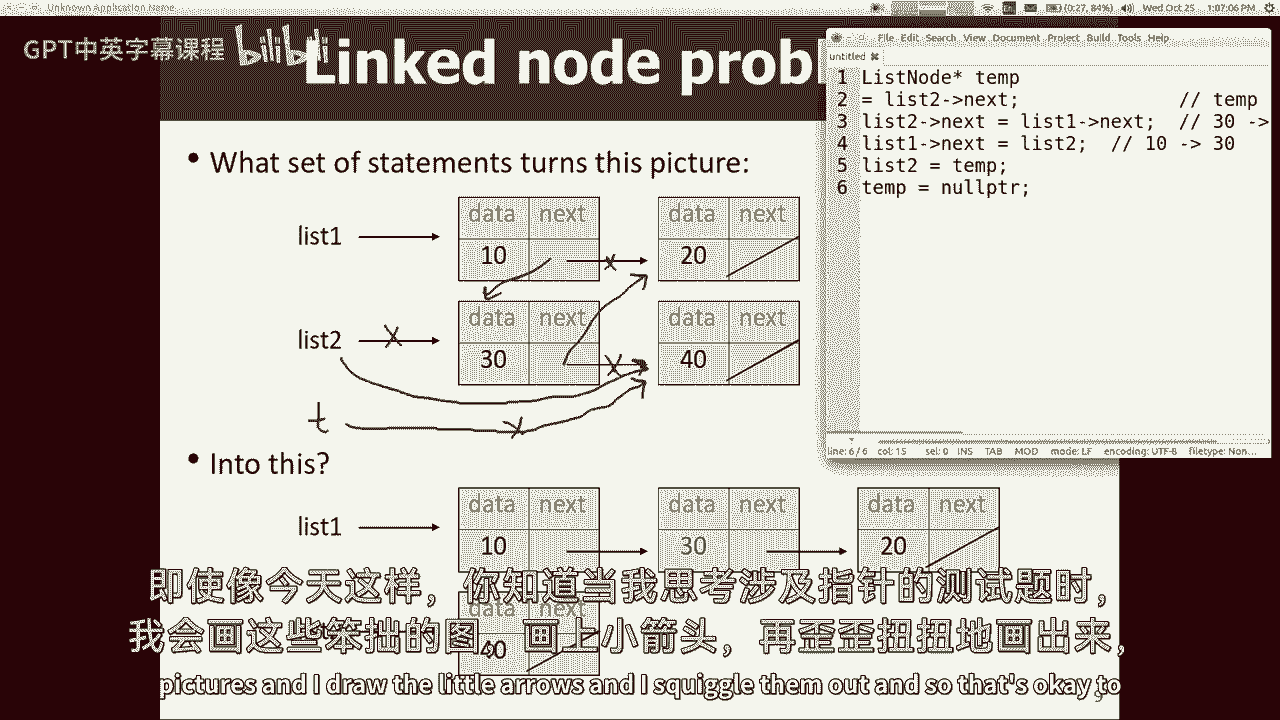 Unknown Application Name
(0:27, 84%) Wed Oct 25 1:07:06 PM
GPT中英字幕课程 bilibili
Linked node prob
File Edit Search View Document Project Build Tools Help
untitled
1 ListNode* temp
2 = list2->next; // temp
3 list2->next = list1->next; // 30 ->
4 list1->next = list2; // 10 -> 30
5 list2 = temp;
6 temp = nullptr;
line: 6 / 6 col: 15 sel: 0 INS TAB MOD mode: LF encoding: UTF-8 filetype: Non...
• What set of statements turns this picture:
data next data next
list1 10 20
data next data next
list2 30 40
t
• Into this?
data next data next data next
list1 10 30 20
data next
40
即使像今天这样，你知道当我思考涉及指针的测试题时，
我会画这些笨拙的图，画上小箭头，再歪歪扭扭地画出来，
pictures and I draw the little arrows and I squiggle them out and so that's okay to